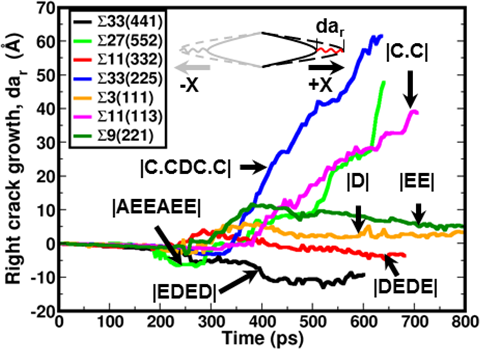 Right crack growth, da_r (Å)
70
60
50
40
30
20
10
0
-10
-20
Σ33(441)
Σ27(552)
Σ11(332)
Σ33(225)
Σ3(111)
Σ11(113)
Σ9(221)
da_r
-X
+X
|C.C|
|C.CDC.C|
|D|
|EE|
|AEEAEE|
|EDED|
|DEDE|
0 100 200 300 400 500 600 700 800
Time (ps)